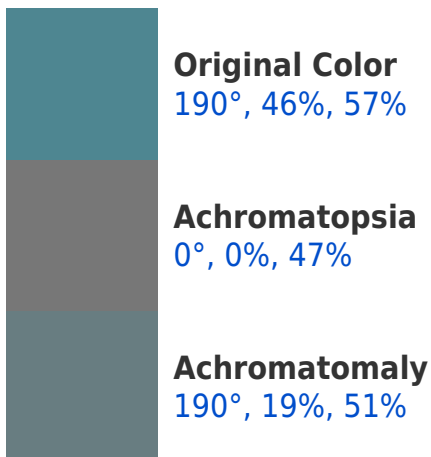 Original Color
190°, 46%, 57%
Achromatopsia
0°, 0%, 47%
Achromatomaly
190°, 19%, 51%